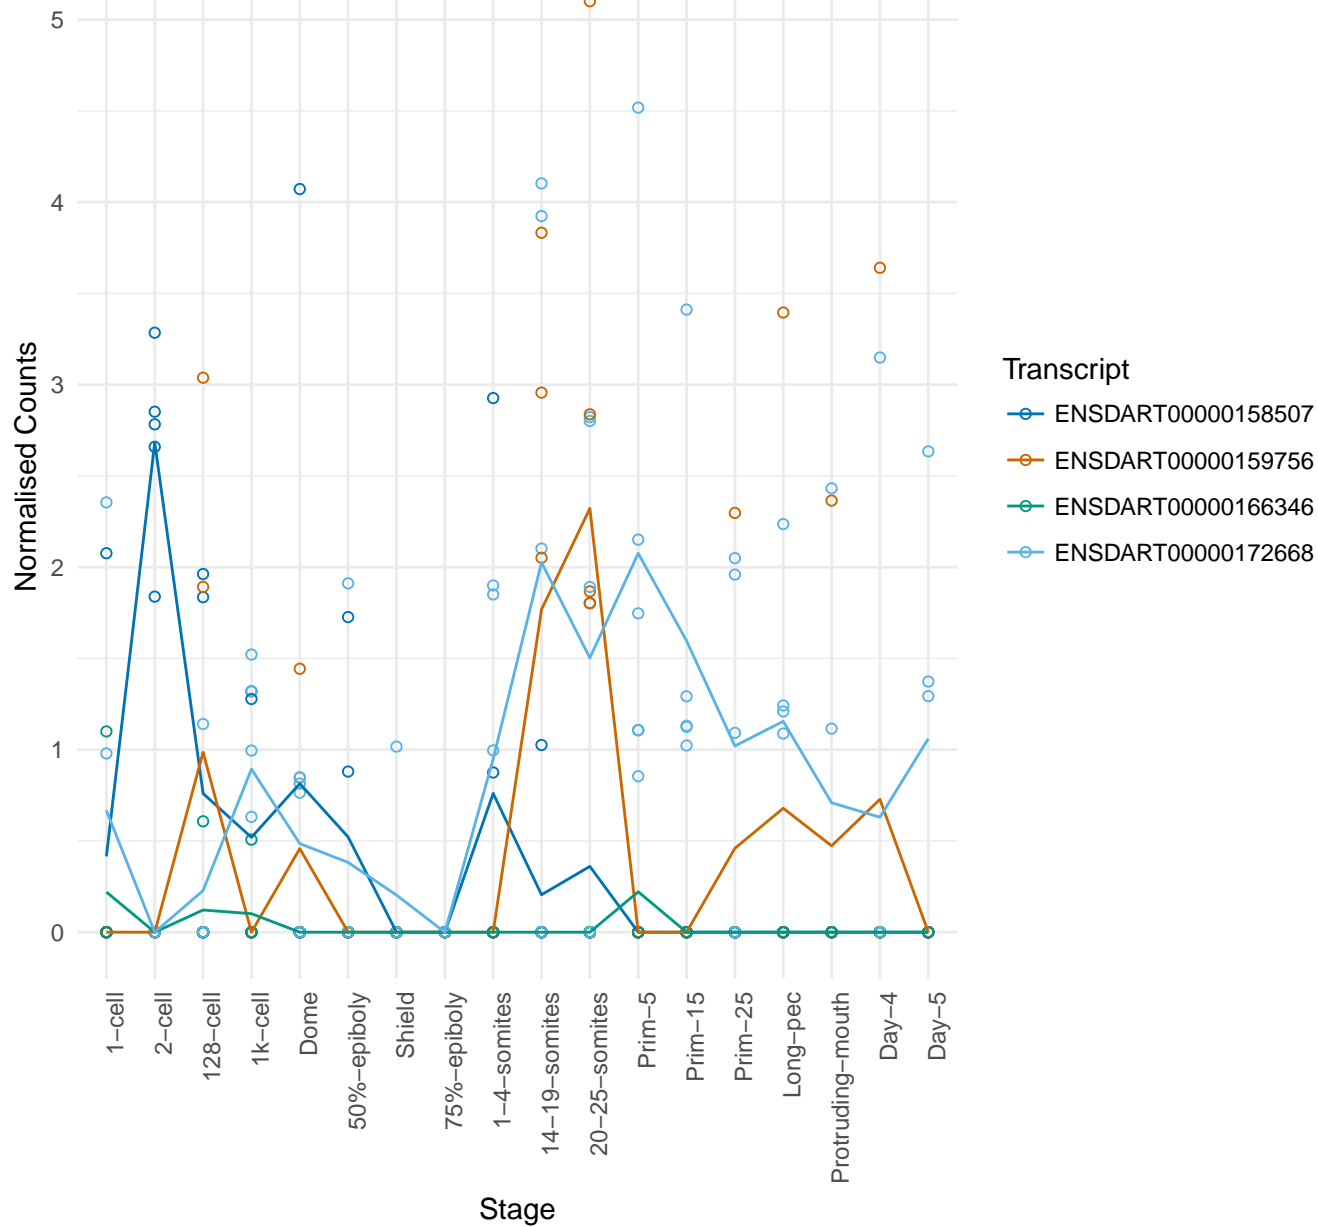 5
4
3
2
1
0
Normalised Counts
1−cell
2−cell
128−cell
1k−cell
Dome
50%−epiboly
Shield
75%−epiboly
1−4−somites
14−19−somites
20−25−somites
Prim−5
Prim−15
Prim−25
Long−pec
Protruding−mouth
Day−4
Day−5
Stage
Transcript
ENSDART00000158507
ENSDART00000159756
ENSDART00000166346
ENSDART00000172668